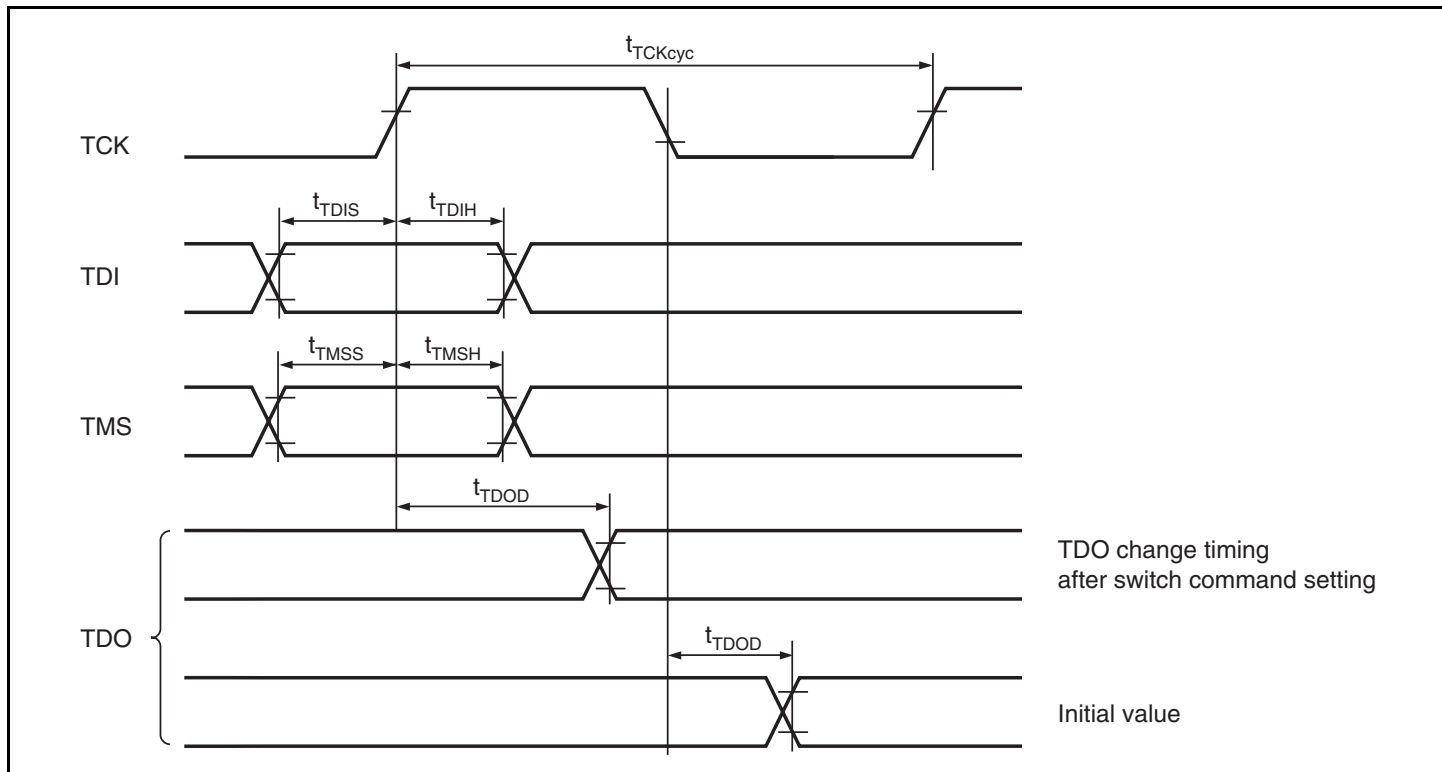 tTCKcyc
TCK
tTDIS
tTDIH
TDI
tTMSS
tTMSH
TMS
tTDOD
TDO change timing
after switch command setting
TDO
tTDOD
Initial value